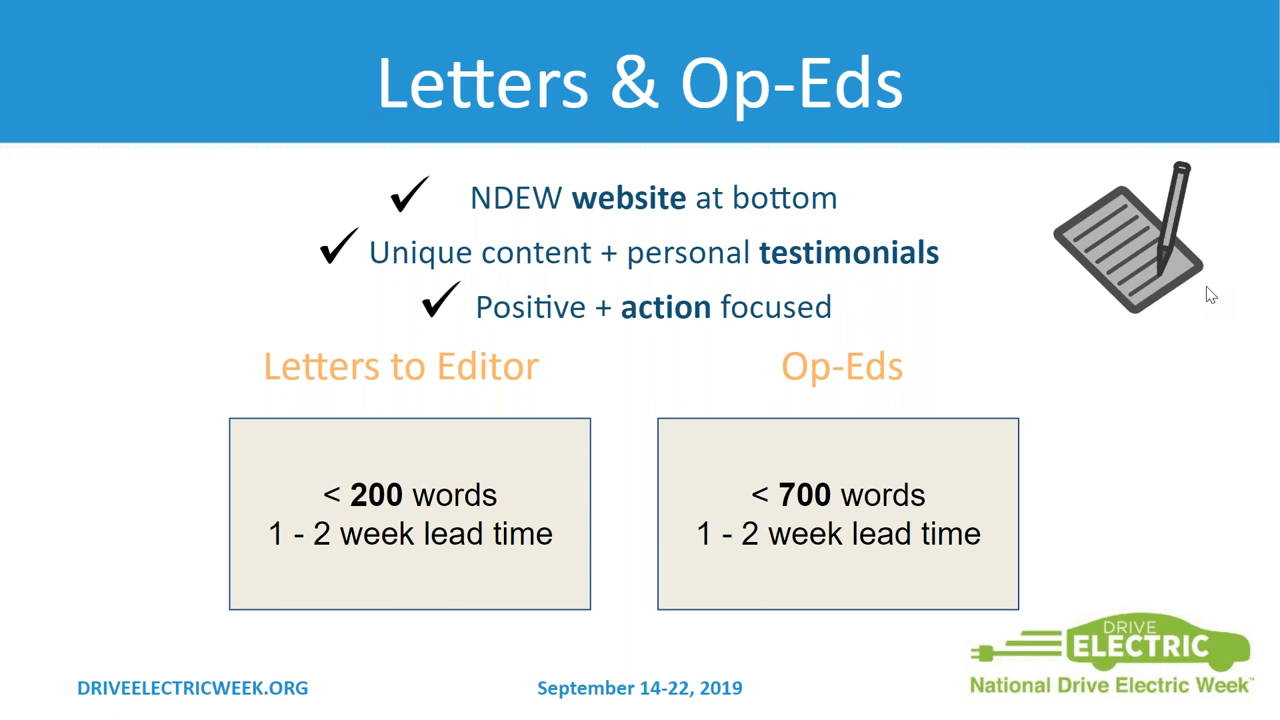 Letters & Op-Eds
NDEW website at bottom
Unique content + personal testimonials
Positive + action focused
Letters to Editor
Op-Eds
< 200 words
1 - 2 week lead time
< 700 words
1 - 2 week lead time
DRIVE
ELECTRIC
National Drive Electric Week™
DRIVEELECTRICWEEK.ORG
September 14-22, 2019